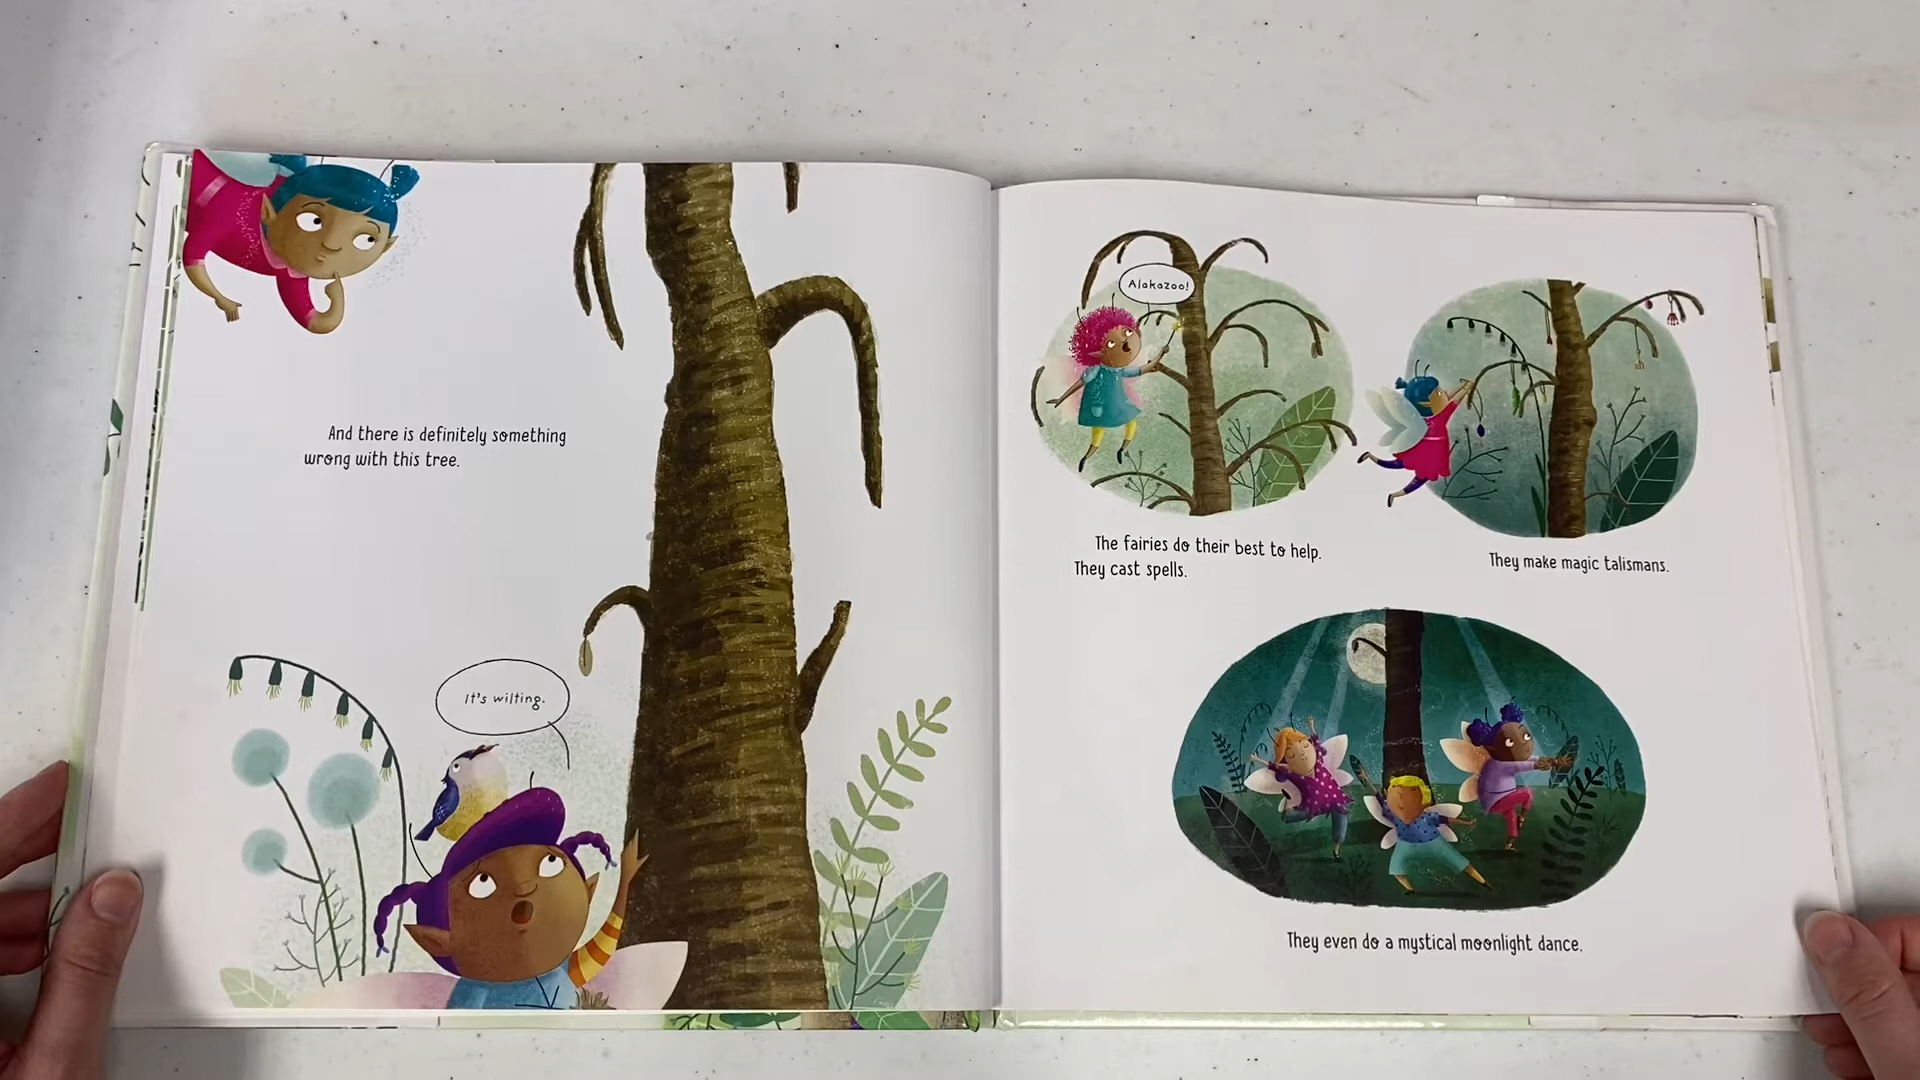 And there is definitely something
wrong with this tree.
It's wilting.
Alakazoo!
The fairies do their best to help.
They cast spells.
They make magic talismans.
They even do a mystical moonlight dance.